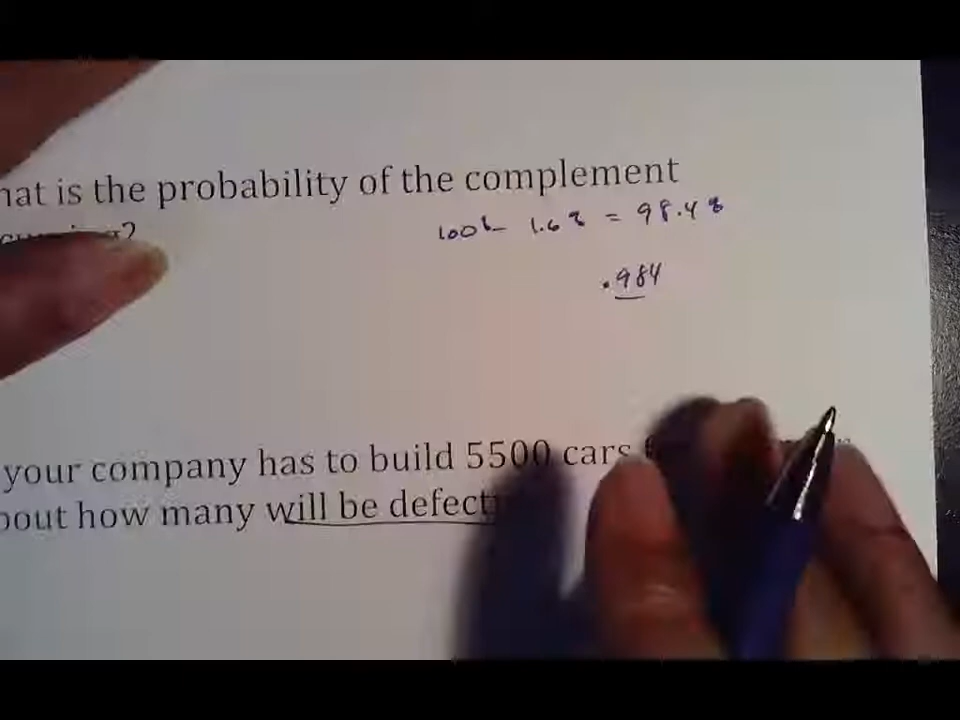 hat is the probability of the complement
100% - 1.6% = 98.4%
.984
your company has to build 5500 cars
bout how many will be defect